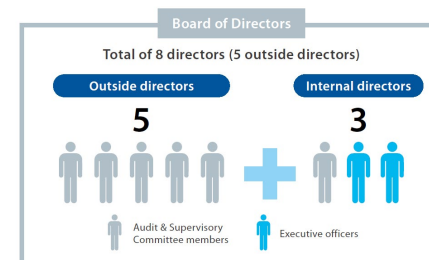 Board of Directors
Total of 8 directors (5 outside directors)
Outside directors
Internal directors
5
3
Audit & Supervisory
Committee members
Executive officers